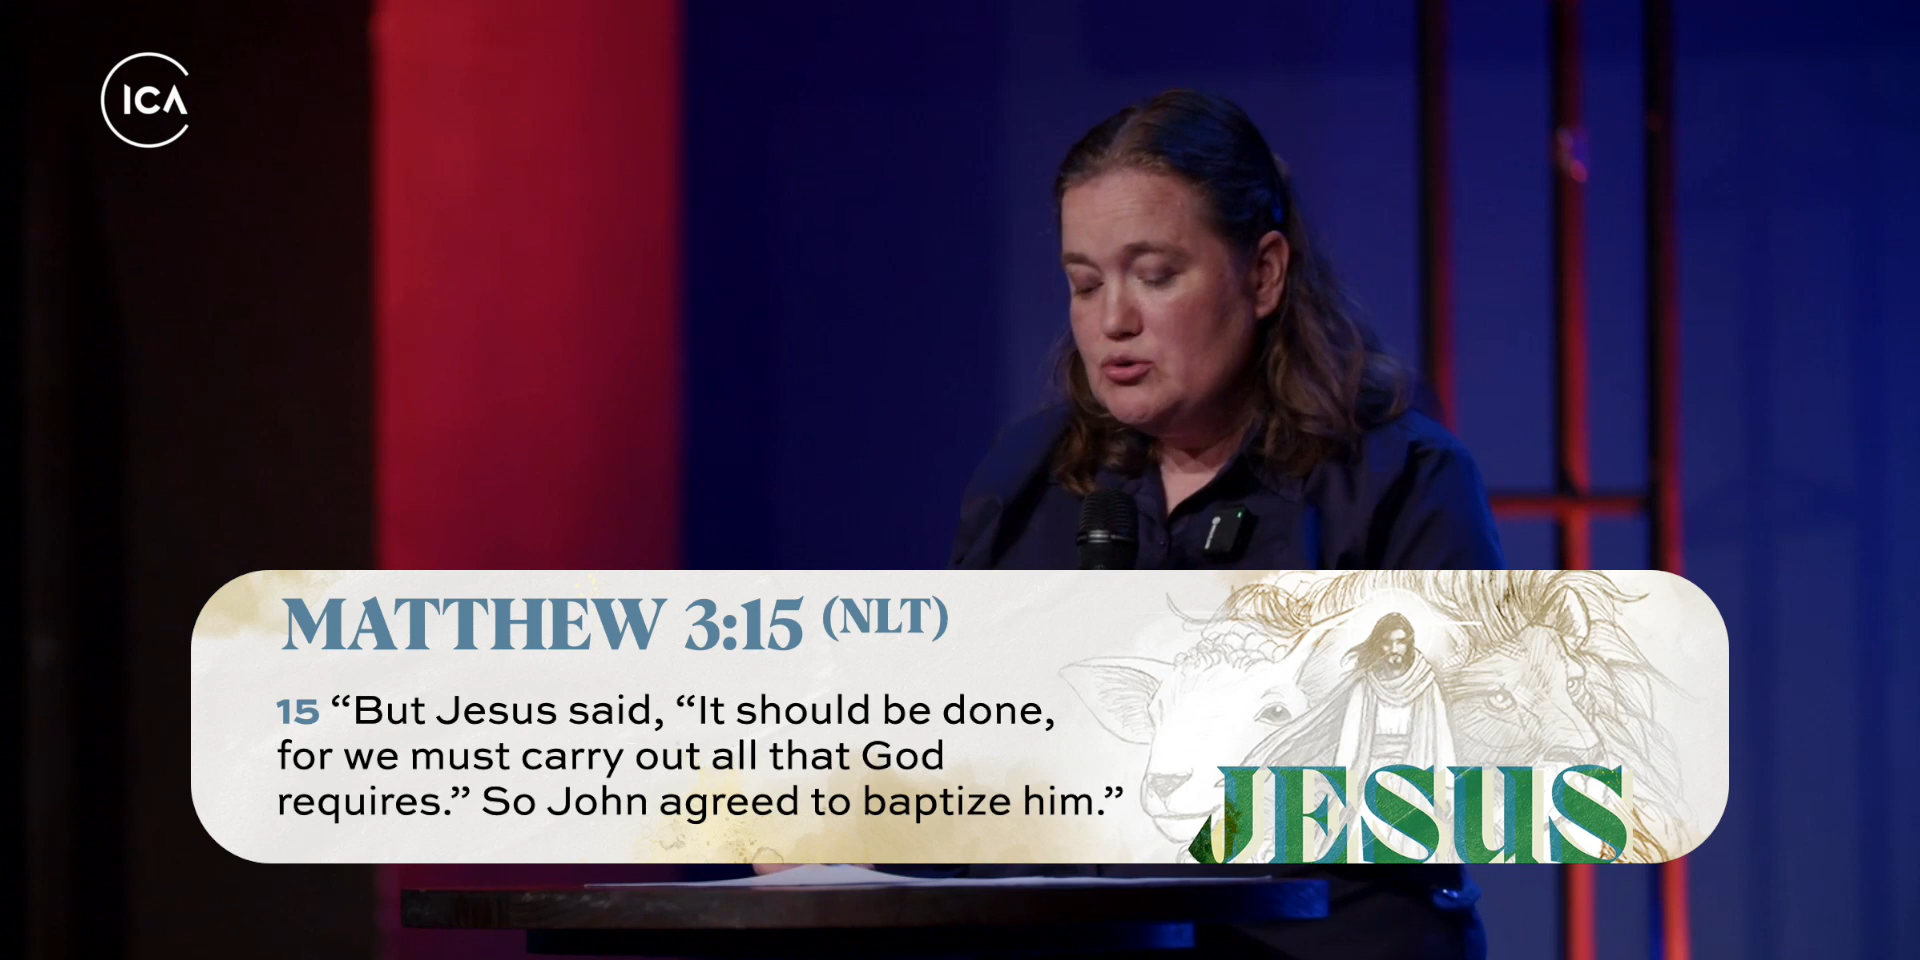 ICA
MATTHEW 3:15 (NLT)
15 “But Jesus said, “It should be done,
for we must carry out all that God
requires.” So John agreed to baptize him.”
JESUS